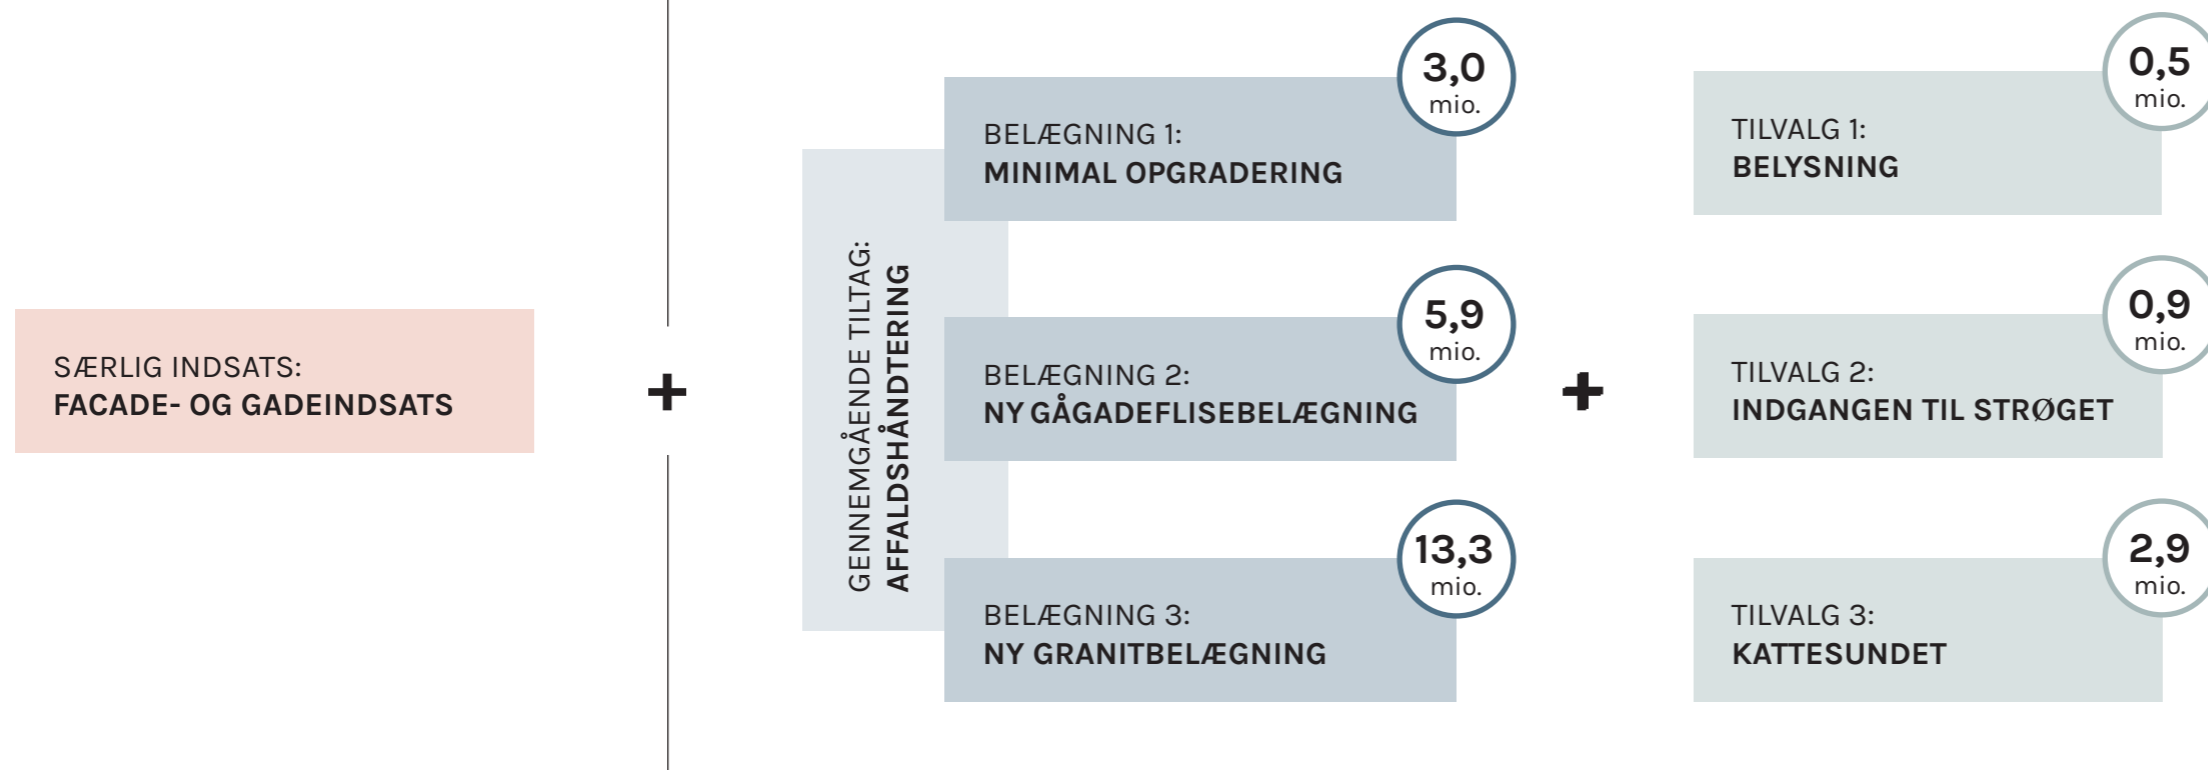 SÆRLIG INDSATS:
FACADE- OG GADEINDSATS
+
GENNEMGÅENDE TILTAG:
AFFALDSHÅNDTERING
3,0
mio.
BELÆGNING 1:
MINIMAL OPGRADERING
5,9
mio.
BELÆGNING 2:
NY GÅGADEFLISEBELÆGNING
13,3
mio.
BELÆGNING 3:
NY GRANITBELÆGNING
+
0,5
mio.
TILVALG 1:
BELYSNING
0,9
mio.
TILVALG 2:
INDGANGEN TIL STRØGET
2,9
mio.
TILVALG 3:
KATTESUNDET